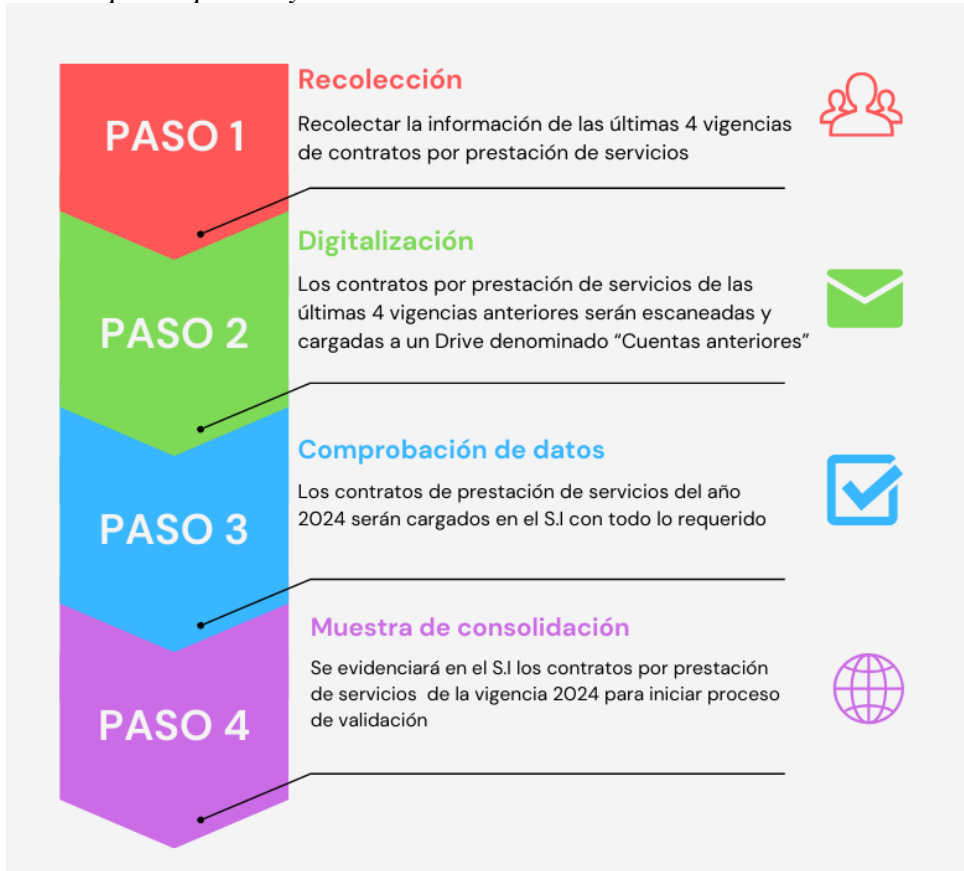 PASO 1
Recolección
Recolectar la información de las últimas 4 vigencias
de contratos por prestación de servicios
PASO 2
Digitalización
Los contratos por prestación de servicios de las
últimas 4 vigencias anteriores serán escaneadas y
cargadas a un Drive denominado “Cuentas anteriores”
PASO 3
Comprobación de datos
Los contratos de prestación de servicios del año
2024 serán cargados en el S.I con todo lo requerido
PASO 4
Muestra de consolidación
Se evidenciará en el S.I los contratos por prestación
de servicios de la vigencia 2024 para iniciar proceso
de validación